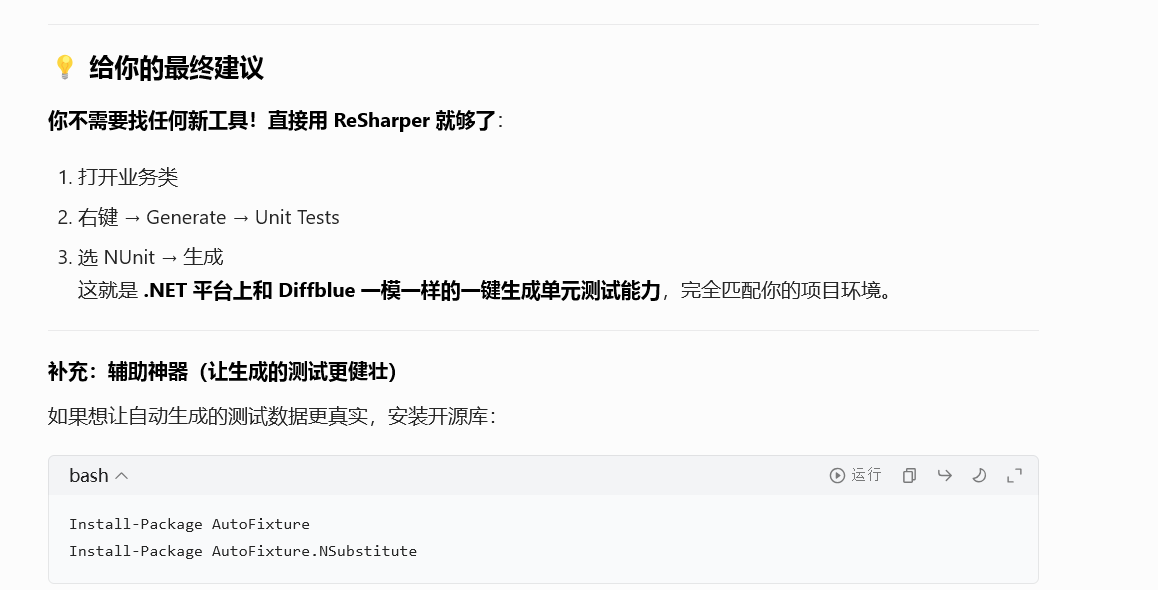 💡 给你的最终建议
你不需要找任何新工具！直接用 ReSharper 就够了：
1. 打开业务类
2. 右键 → Generate → Unit Tests
3. 选 NUnit → 生成
这就是 .NET 平台上和 Diffblue 一模一样的一键生成单元测试能力，完全匹配你的项目环境。
补充：辅助神器（让生成的测试更健壮）
如果想让自动生成的测试数据更真实，安装开源库：
bash
运行
Install-Package AutoFixture
Install-Package AutoFixture.NSubstitute